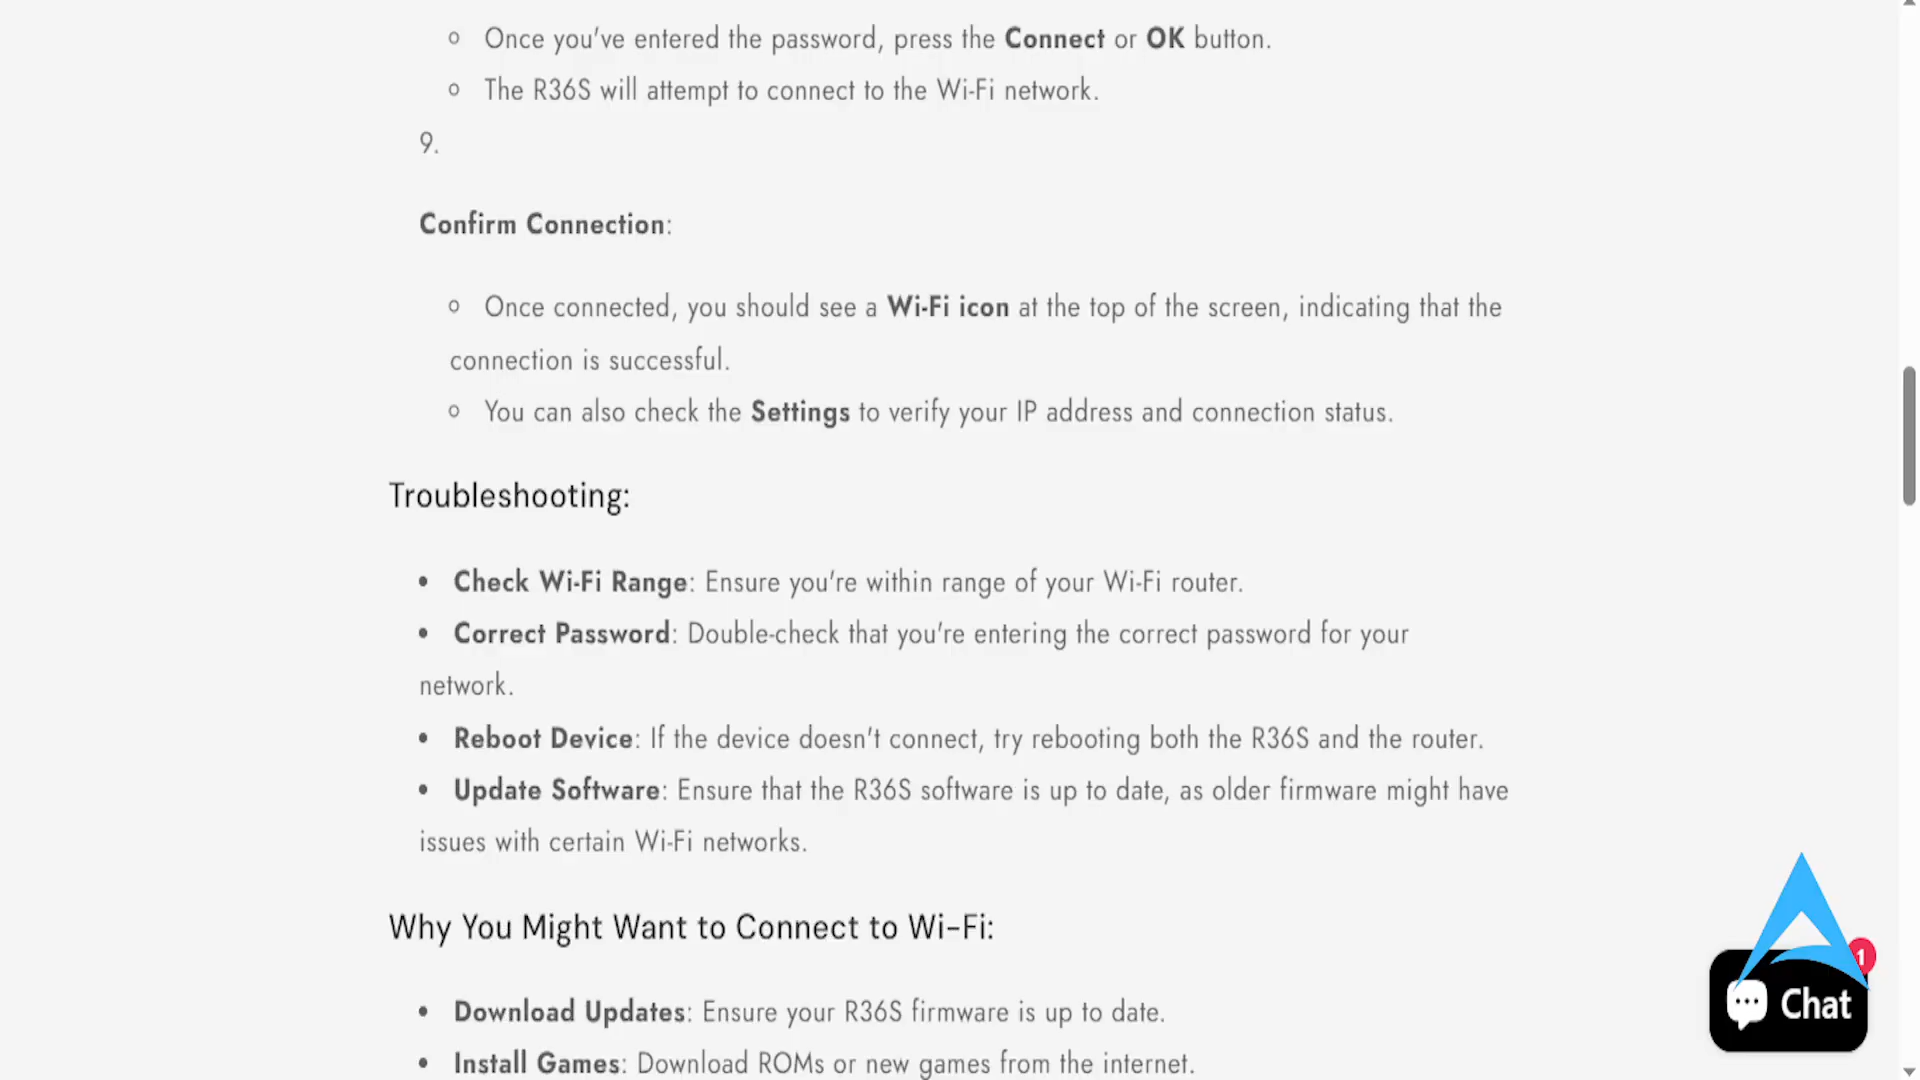 Once you've entered the password, press the Connect or OK button.
The R36S will attempt to connect to the Wi-Fi network.
9.
Confirm Connection:
Once connected, you should see a Wi-Fi icon at the top of the screen, indicating that the
connection is successful.
You can also check the Settings to verify your IP address and connection status.
Troubleshooting:
Check Wi-Fi Range: Ensure you're within range of your Wi-Fi router.
Correct Password: Double-check that you're entering the correct password for your
network.
Reboot Device: If the device doesn't connect, try rebooting both the R36S and the router.
Update Software: Ensure that the R36S software is up to date, as older firmware might have
issues with certain Wi-Fi networks.
Why You Might Want to Connect to Wi-Fi:
Download Updates: Ensure your R36S firmware is up to date.
Install Games: Download ROMs or new games from the internet.
1
Chat